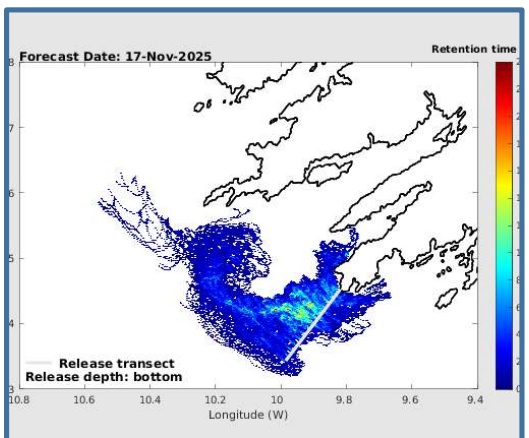 Forecast Date: 17-Nov-2025
Retention time
8
7
6
5
4
3
Release transect
Release depth: bottom
10.8
10.6
10.4
10.2
10
9.8
9.6
9.4
Longitude (W)